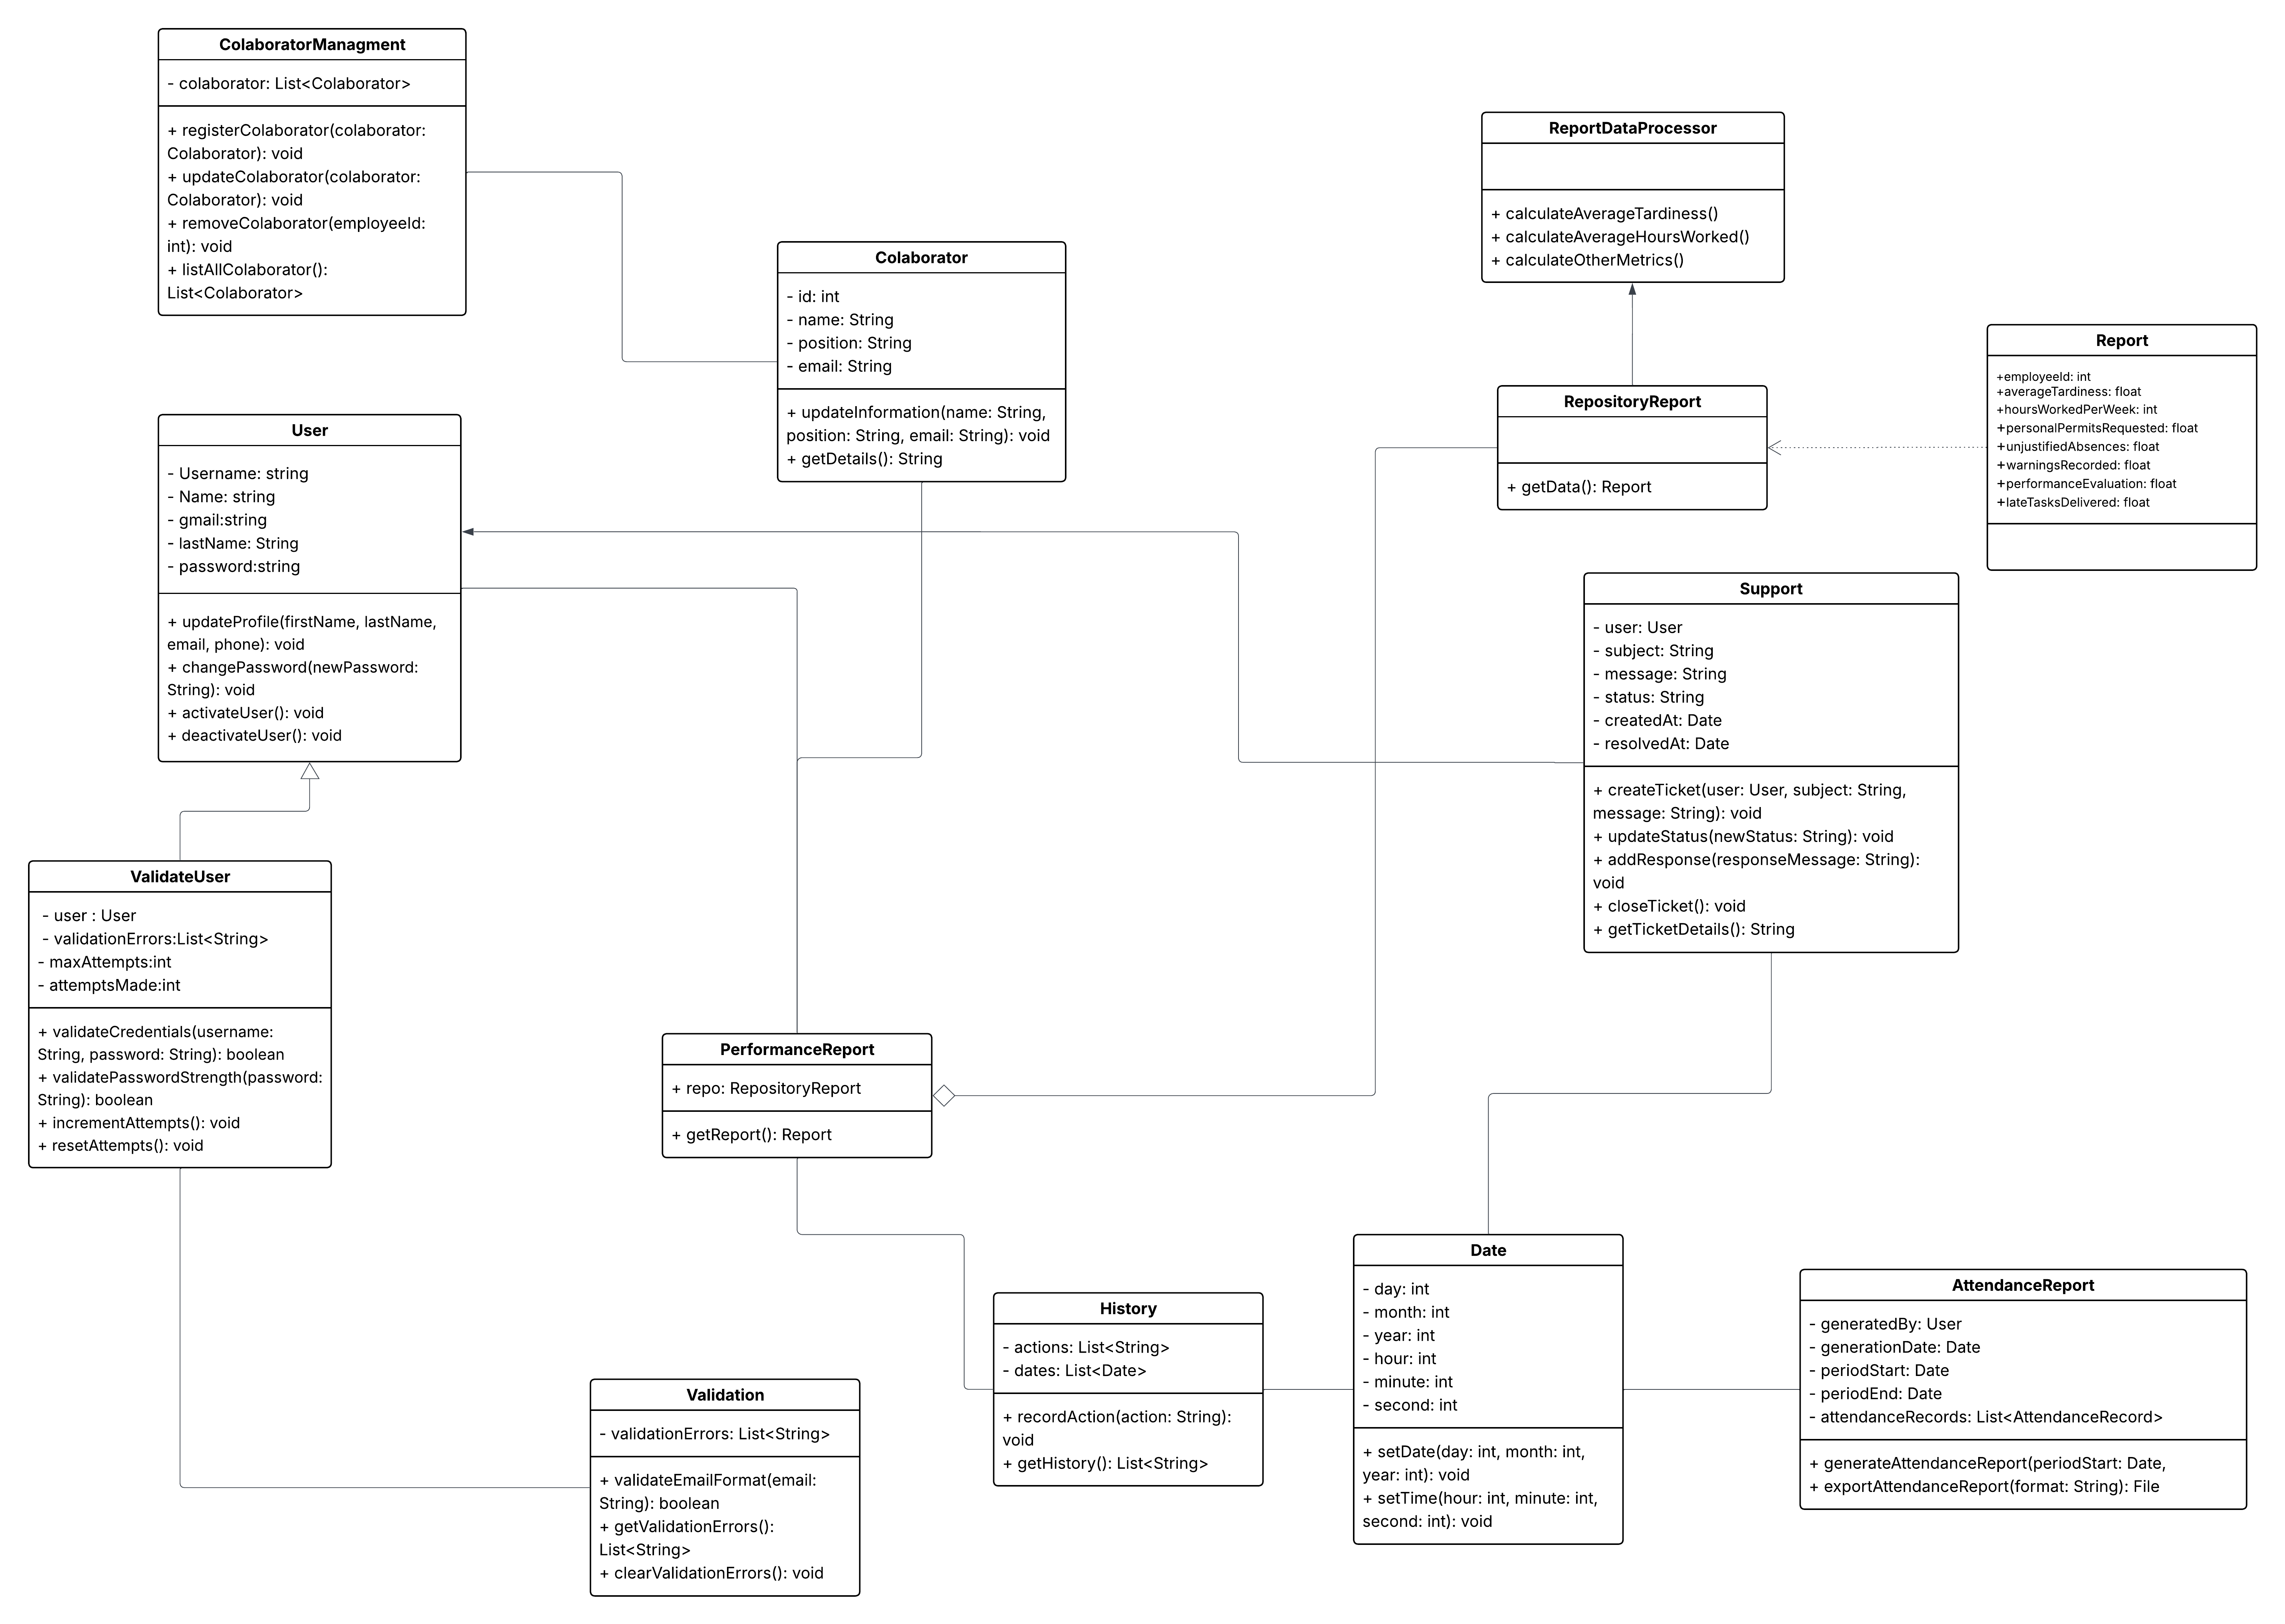 ColaboratorManagment
- colaborator: List<Colaborator>
+ registerColaborator(colaborator:
Colaborator): void
+ updateColaborator(colaborator:
Colaborator): void
+ removeColaborator(employeeId:
int): void
+ listAllColaborator():
List<Colaborator>
Colaborator
- id: int
- name: String
- position: String
- email: String
+ updateInformation(name: String,
position: String, email: String): void
+ getDetails(): String
ReportDataProcessor
+ calculateAverageTardiness()
+ calculateAverageHoursWorked()
+ calculateOtherMetrics()
RepositoryReport
+ getData(): Report
Report
+employeeId: int
+averageTardiness: float
+hoursWorkedPerWeek: int
+personalPermitsRequested: float
+unjustifiedAbsences: float
+warningsRecorded: float
+performanceEvaluation: float
+lateTasksDelivered: float
User
- Username: string
- Name: string
- gmail:string
- lastName: String
- password:string
+ updateProfile(firstName, lastName,
email, phone): void
+ changePassword(newPassword:
String): void
+ activateUser(): void
+ deactivateUser(): void
Support
- user: User
- subject: String
- message: String
- status: String
- createdAt: Date
- resolvedAt: Date
+ createTicket(user: User, subject: String,
message: String): void
+ updateStatus(newStatus: String): void
+ addResponse(responseMessage: String):
void
+ closeTicket(): void
+ getTicketDetails(): String
ValidateUser
- user : User
- validationErrors:List<String>
- maxAttempts:int
- attemptsMade:int
+ validateCredentials(username:
String, password: String): boolean
+ validatePasswordStrength(password:
String): boolean
+ incrementAttempts(): void
+ resetAttempts(): void
PerformanceReport
+ repo: RepositoryReport
+ getReport(): Report
Validation
- validationErrors: List<String>
+ validateEmailFormat(email:
String): boolean
+ getValidationErrors():
List<String>
+ clearValidationErrors(): void
History
- actions: List<String>
- dates: List<Date>
+ recordAction(action: String):
void
+ getHistory(): List<String>
Date
- day: int
- month: int
- year: int
- hour: int
- minute: int
- second: int
+ setDate(day: int, month: int,
year: int): void
+ setTime(hour: int, minute: int,
second: int): void
AttendanceReport
- generatedBy: User
- generationDate: Date
- periodStart: Date
- periodEnd: Date
- attendanceRecords: List<AttendanceRecord>
+ generateAttendanceReport(periodStart: Date,
+ exportAttendanceReport(format: String): File